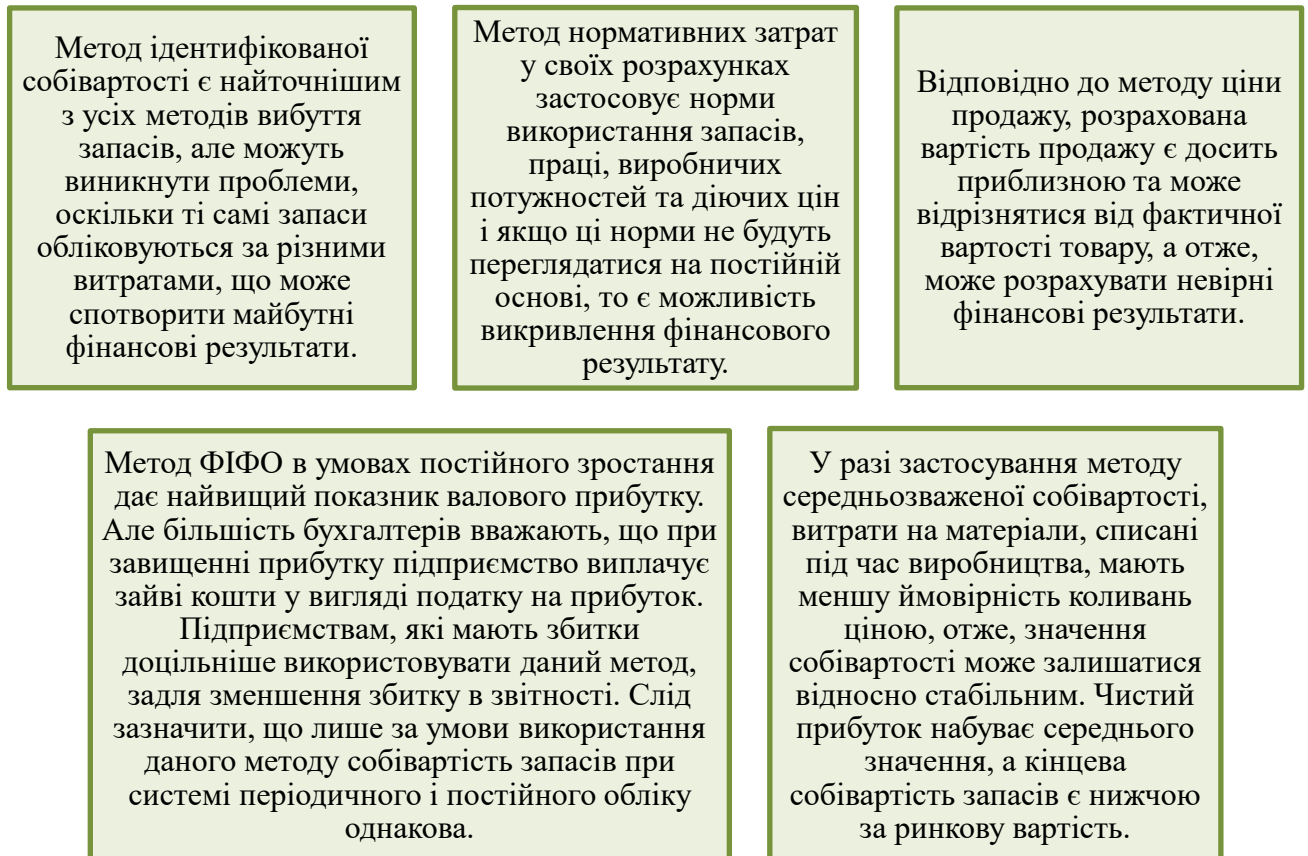 Метод ідентифікованої
собівартості є найточнішим
з усіх методів вибуття
запасів, але можуть
виникнути проблеми,
оскільки ті самі запаси
обліковуються за різними
витратами, що може
спотворити майбутні
фінансові результати.
Метод нормативних затрат
у своїх розрахунках
застосовує норми
використання запасів,
праці, виробничих
потужностей та діючих цін
і якщо ці норми не будуть
переглядатися на постійній
основі, то є можливість
викривлення фінансового
результату.
Відповідно до методу ціни
продажу, розрахована
вартість продажу є досить
приблизною та може
відрізнятися від фактичної
вартості товару, а отже,
може розрахувати невірні
фінансові результати.
Метод ФІФО в умовах постійного зростання
дає найвищий показник валового прибутку.
Але більшість бухгалтерів вважають, що при
завищенні прибутку підприємство виплачує
зайві кошти у вигляді податку на прибуток.
Підприємствам, які мають збитки
доцільніше використовувати даний метод,
задля зменшення збитку в звітності. Слід
зазначити, що лише за умови використання
даного методу собівартість запасів при
системі періодичного і постійного обліку
однакова.
У разі застосування методу
середньозваженої собівартості,
витрати на матеріали, списані
під час виробництва, мають
меншу ймовірність коливань
ціною, отже, значення
собівартості може залишатися
відносно стабільним. Чистий
прибуток набуває середнього
значення, а кінцева
собівартість запасів є нижчою
за ринкову вартість.